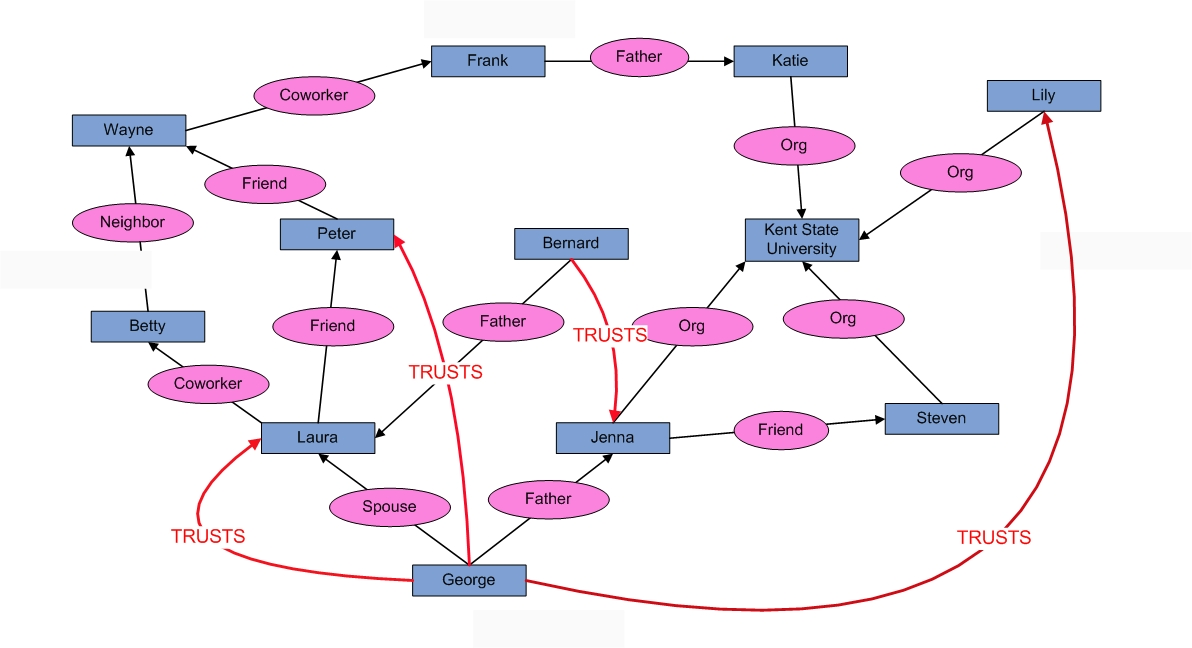 Frank
Father
Katie
Coworker
Lily
Wayne
Org
Org
Friend
Neighbor
Peter
Bernard
Kent State
University
Betty
Friend
Father
TRUSTS
Org
Org
TRUSTS
Coworker
Laura
Jenna
Friend
Steven
Spouse
Father
TRUSTS
TRUSTS
George